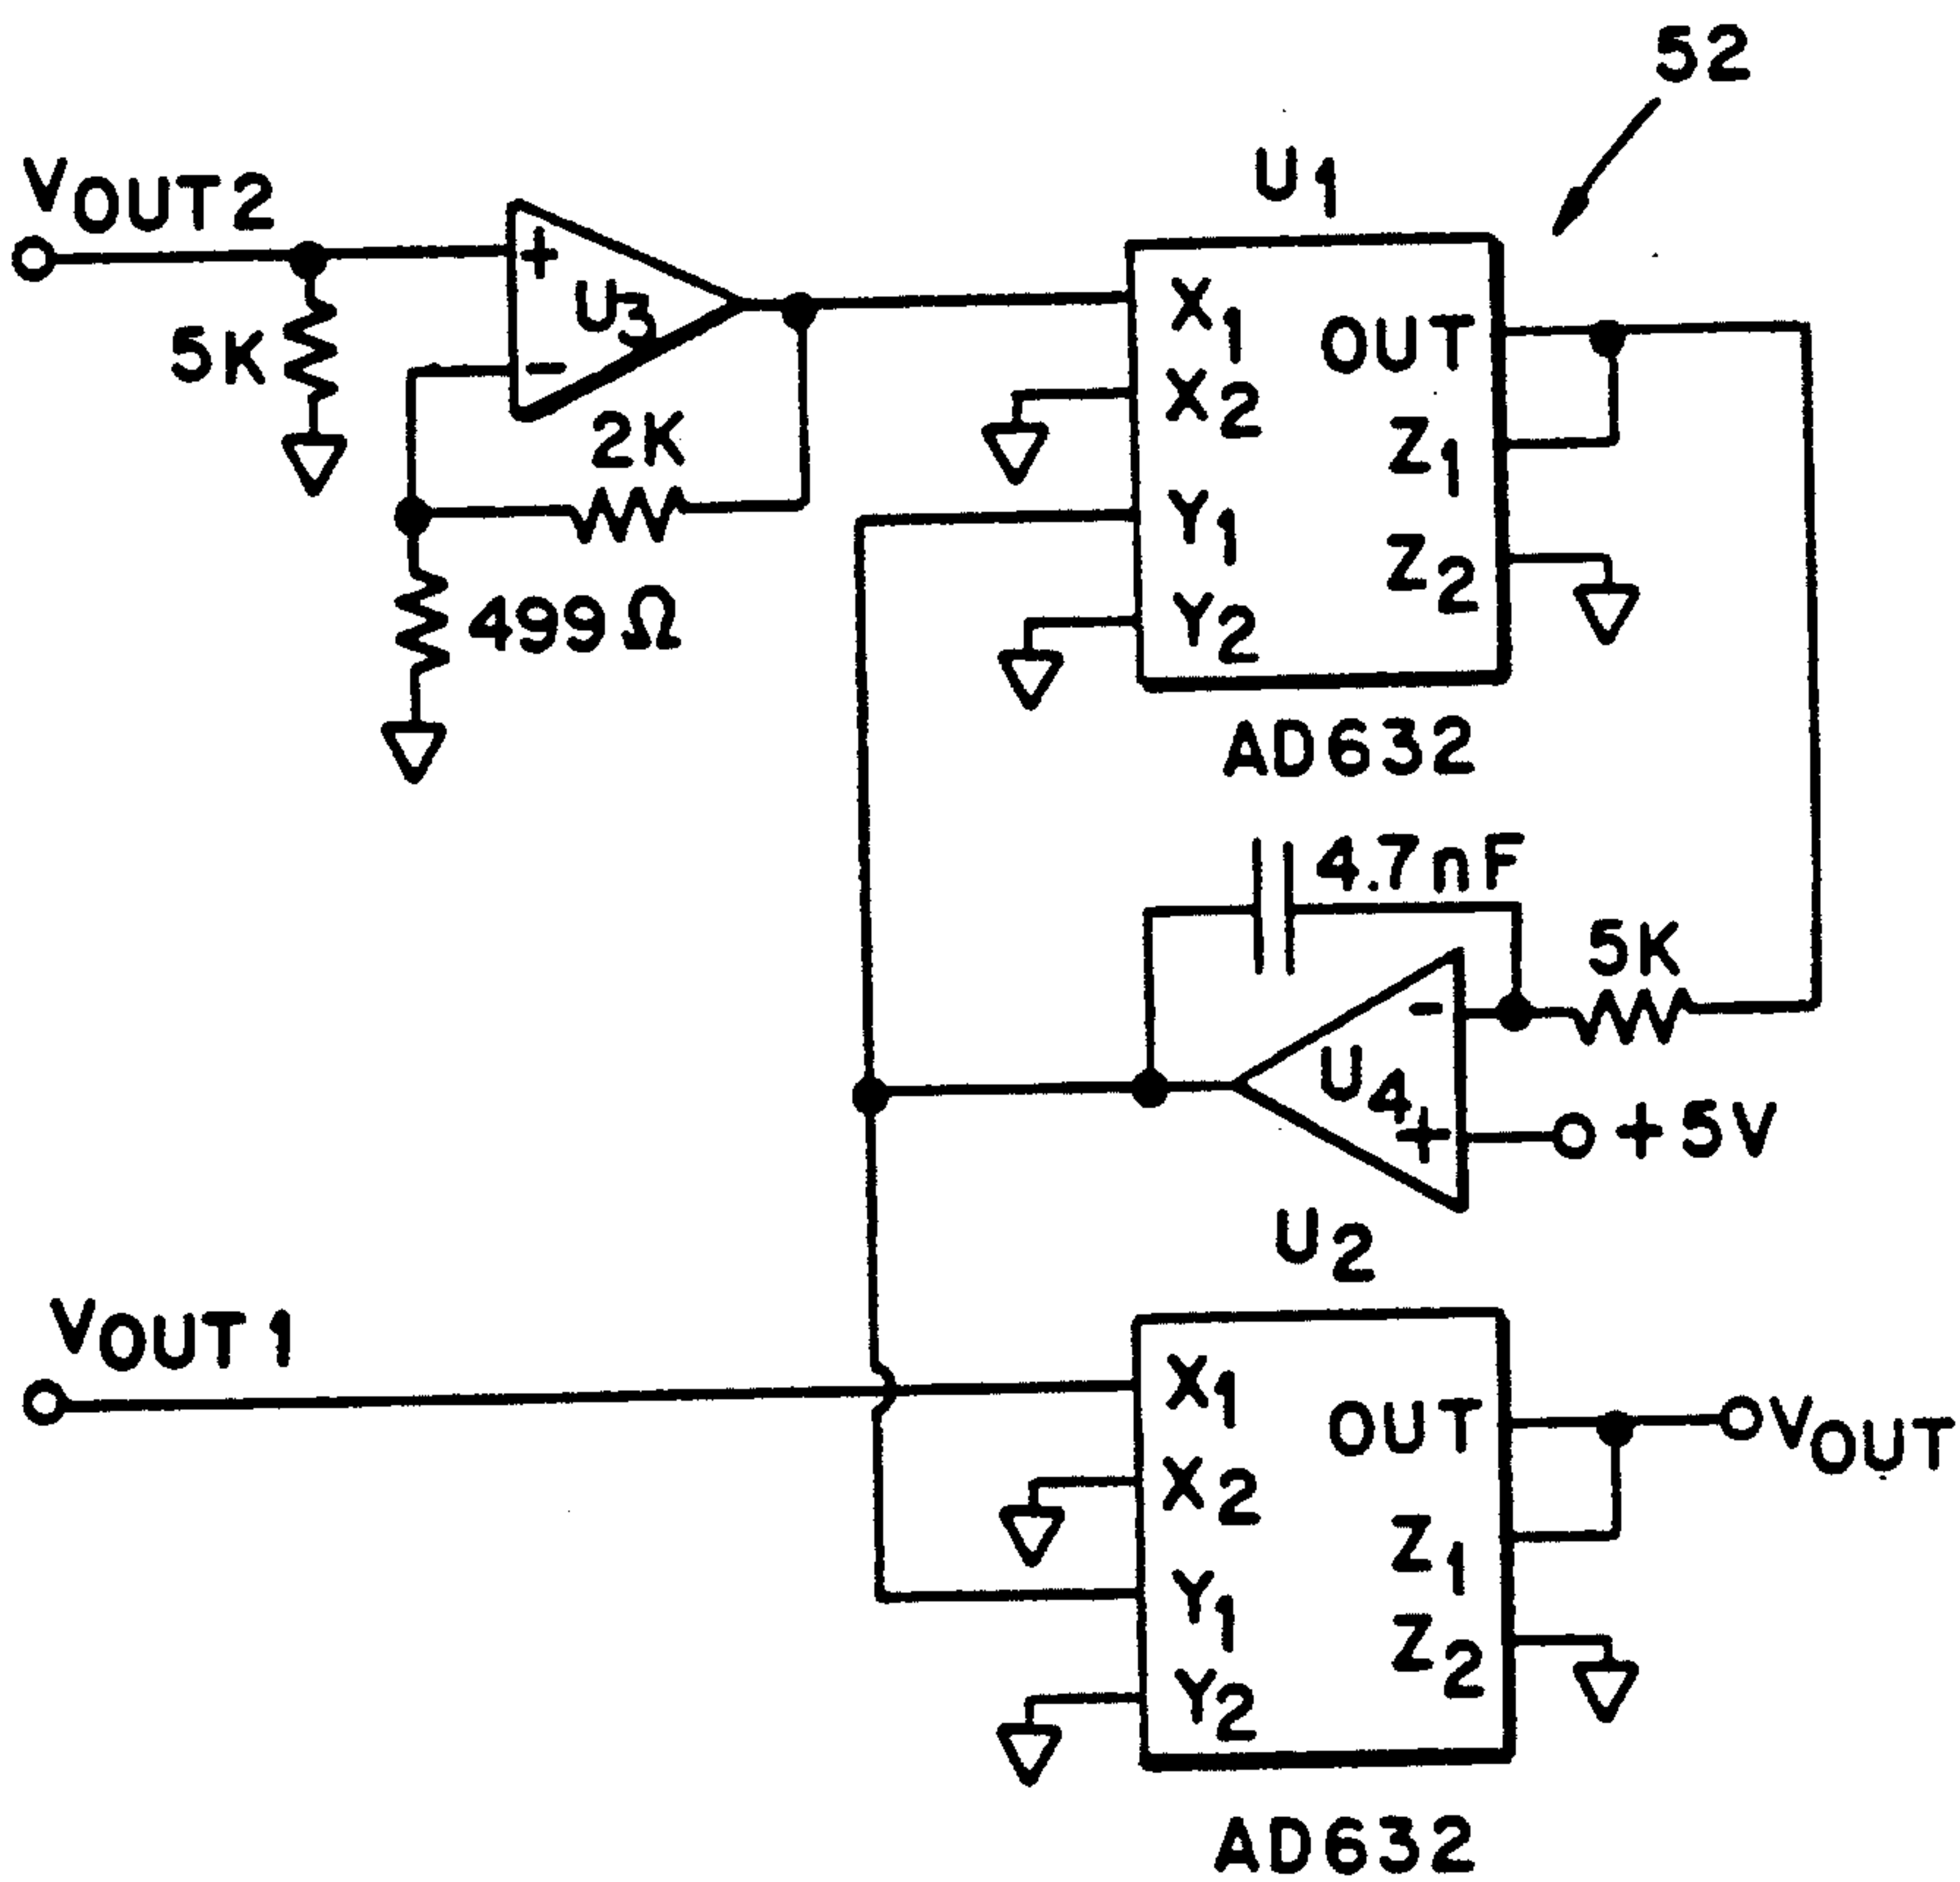 52
VOUT2
5K
+
U3
-
2K
499Ω
U1
X1
X2
Y1
Y2
OUT
Z1
Z2
AD632
4.7nF
5K
-
U4
+
+5V
U2
VOUT1
X1
X2
Y1
Y2
OUT
Z1
Z2
VOUT
AD632